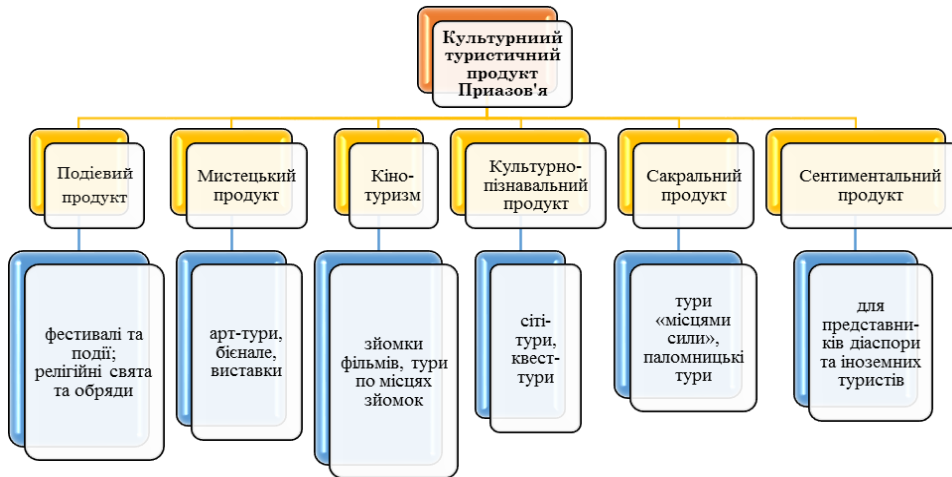 Культурниий
туристичний
продукт
Приазов'я
Подієвий
продукт
Мистецький
продукт
Кіно-
туризм
Культурно-
пізнавальний
продукт
Сакральний
продукт
Сентиментальний
продукт
фестивалі та
події;
релігійні свята
та обряди
арт-тури,
бієнале,
виставки
зйомки
фільмів, тури
по місцях
зйомок
сіті-
тури,
квест-
тури
тури
«місцями
сили»,
паломницькі
тури
для
представни-
ків діаспори
та іноземних
туристів